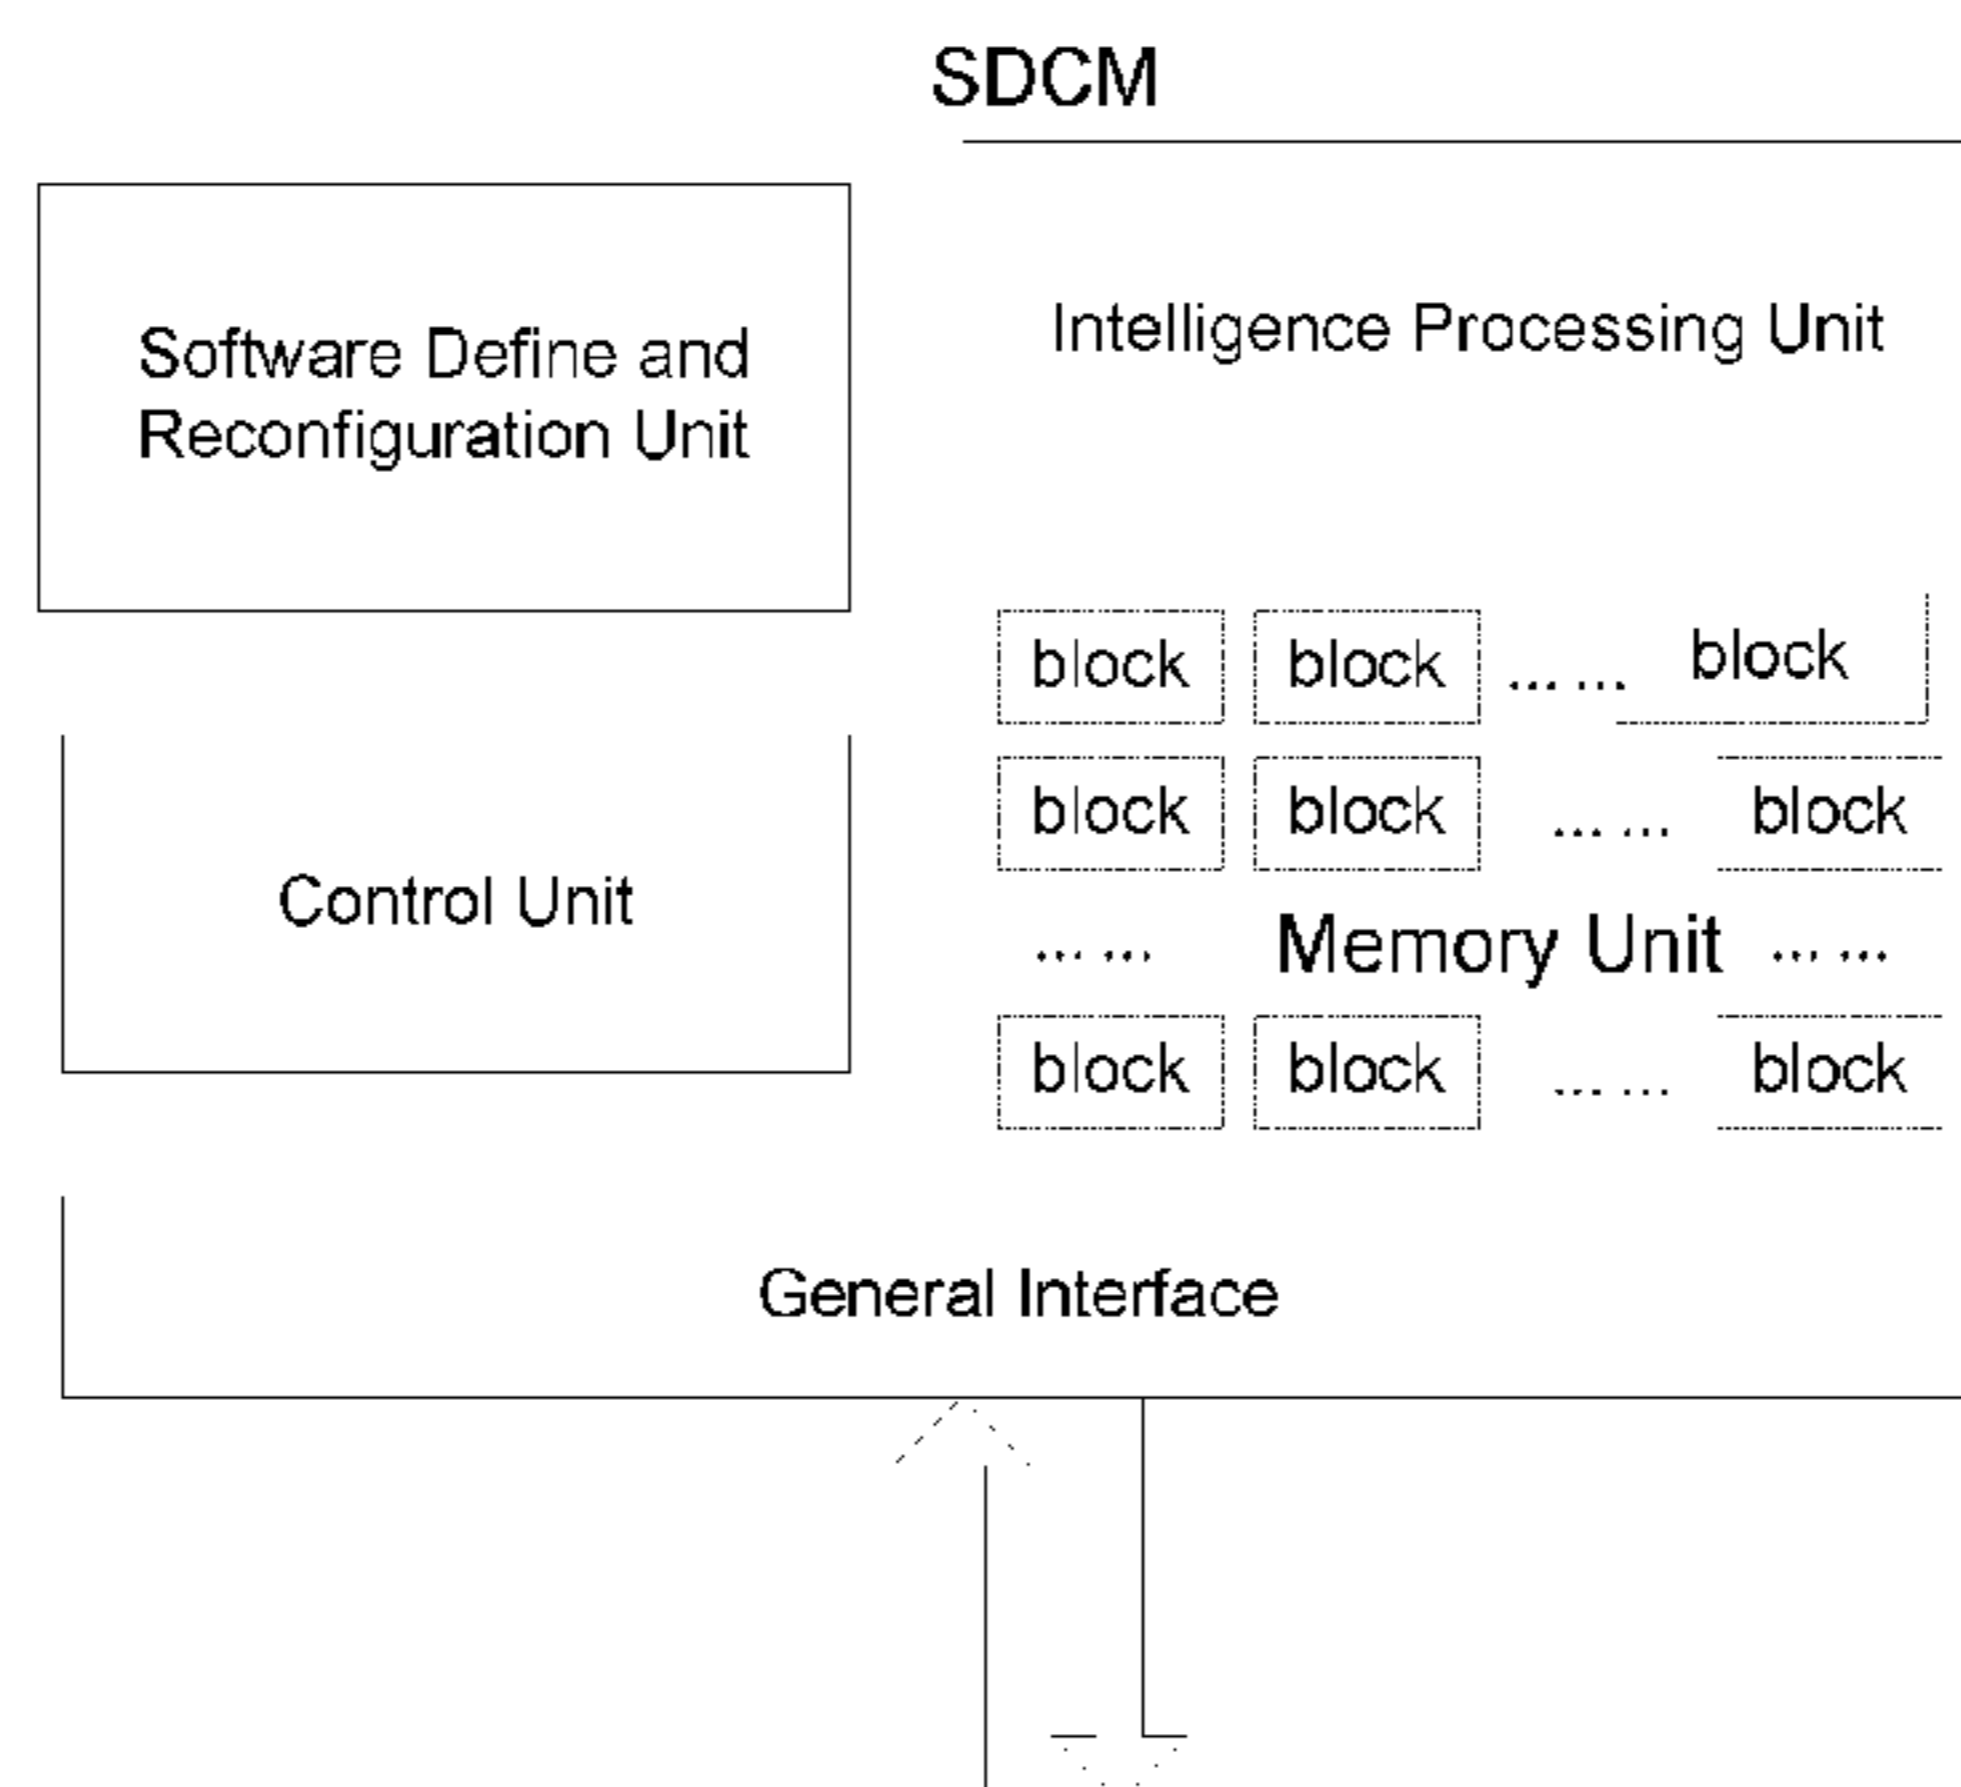 SDCM
Software Define and
Reconfiguration Unit
Intelligence Processing Unit
block block ... ... block
block block ... ... block
... ... Memory Unit ... ...
block block ... ... block
Control Unit
General Interface